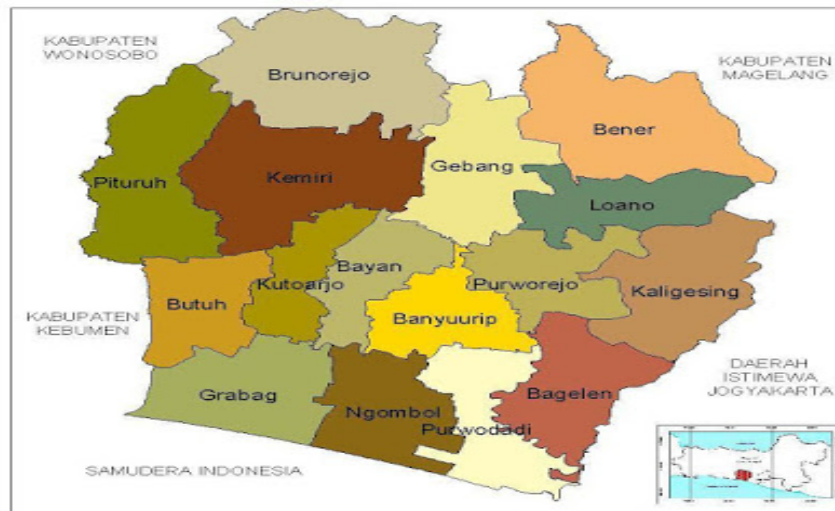 KABUPATEN
WONOSOBO
KABUPATEN
MAGELANG
Brunorejo
Bener
Gebang
Pituruh
Kemiri
Loano
Bayan
Kutoarjo
Purworejo
Kaligesing
Butuh
Banyuurip
KABUPATEN
KEBUMEN
DAERAH
ISTIMEWA
JOGYAKARTA
Grabag
Ngombol
Bagelen
Purwodadi
SAMUDERA INDONESIA